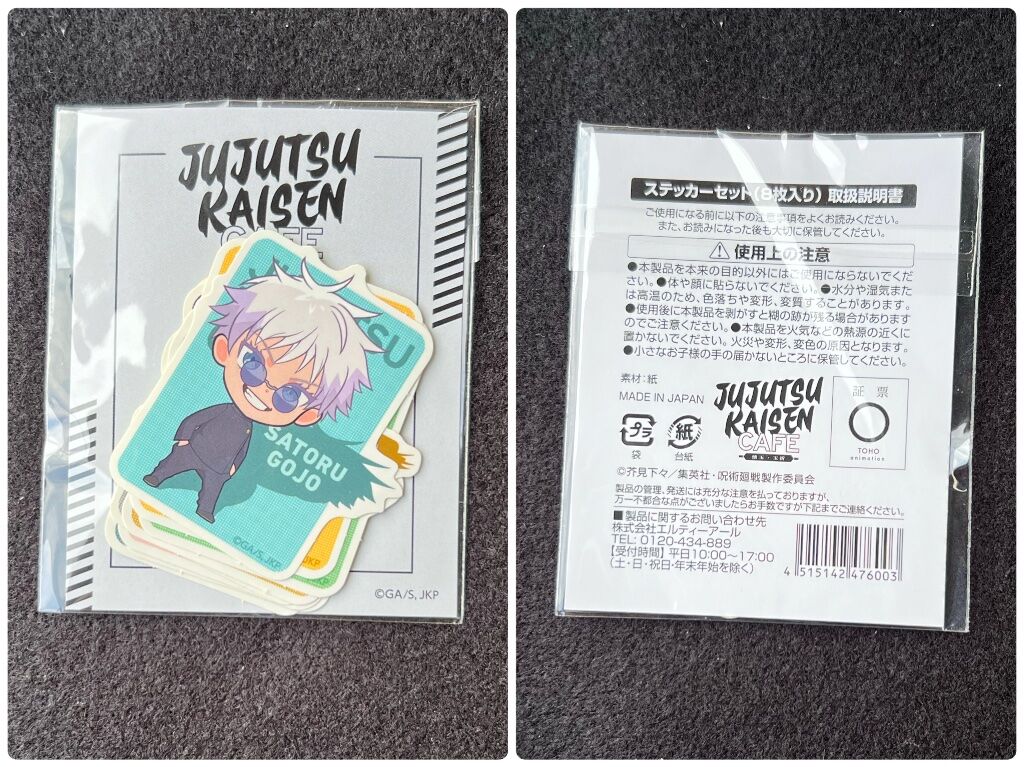 JUJUTSU
KAISEN
CAFE
SATORU
GOJO
©GA/S, JKP
©GA/S, JKP
ステッカーセット(8枚入り) 取扱説明書
ご使用になる前に以下の注意事項をよくお読みください。
また、お読みになった後も大切に保管してください。
⚠使用上の注意
●本製品を本来の目的以外にはご使用にならないでくだ
さい。●体や顔に貼らないでください。●水分や湿気また
は高温のため、色落ちや変形、変質することがあります。
●使用後に本製品を剥がすと糊の跡が残る場合があります
のでご注意ください。●本製品を火気などの熱源の近くに
置かないでください。火災や変形、変色の原因となります。
●小さなお子様の手の届かないところに保管してください。
素材:紙
MADE IN JAPAN
プラ
袋
紙
台紙
JUJUTSU
KAISEN
CAFE
懐玉・玉折
証票
TOHO
animation
©芥見下々/集英社・呪術廻戦製作委員会
製品の管理、発送には充分な注意を払っておりますが、
万一不都合な点がございましたらお手数ですが下記までご連絡ください。
■製品に関するお問い合わせ先
株式会社エルティーアール
TEL: 0120-434-889
【受付時間】平日10:00〜17:00
(土・日・祝日・年末年始を除く)
4 515142 476003